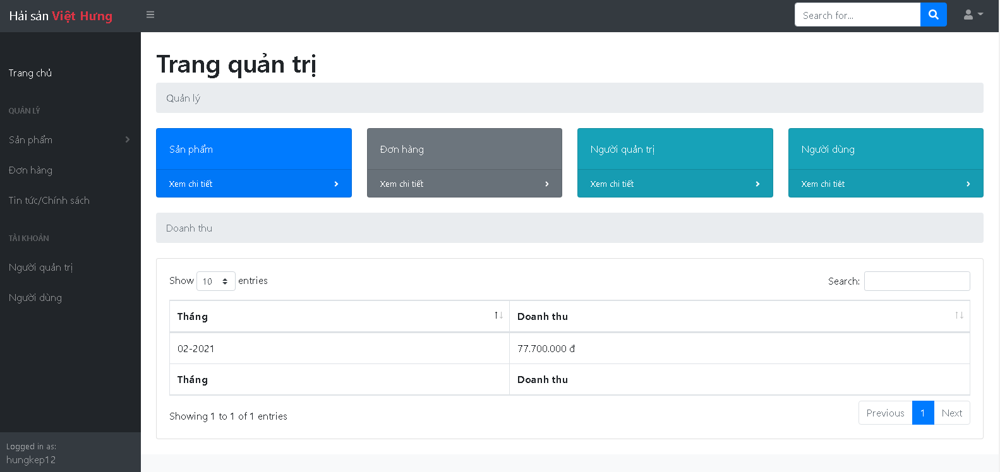 Hải sản Việt Hưng
Search for...
Trang chủ
QUẢN LÝ
Sản phẩm
Đơn hàng
Tin tức/Chính sách
TÀI KHOẢN
Người quản trị
Người dùng
Logged in as:
hungkep12
Trang quản trị
Quản lý
Sản phẩm
Xem chi tiết
Đơn hàng
Xem chi tiết
Người quản trị
Xem chi tiết
Người dùng
Xem chi tiết
Doanh thu
Show 10 entries
Search:
Tháng Doanh thu
02-2021 77.700.000 đ
Tháng Doanh thu
Showing 1 to 1 of 1 entries
Previous 1 Next